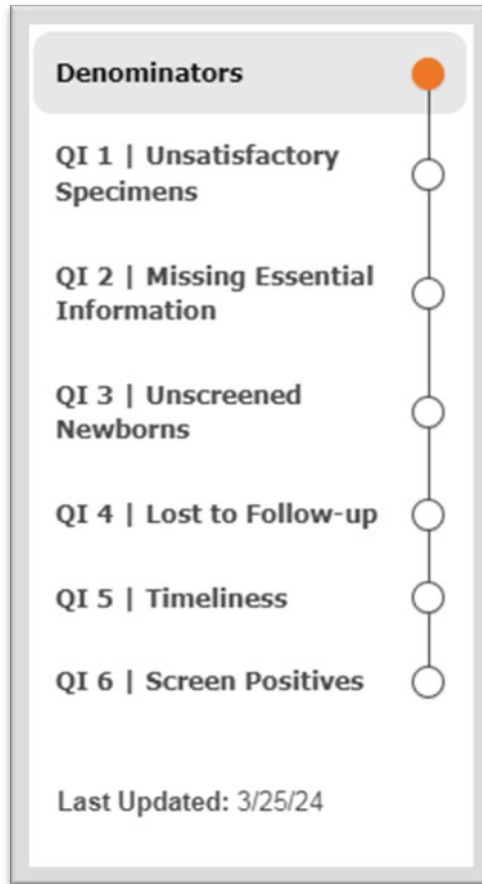 Denominators
QI 1 | Unsatisfactory
Specimens
QI 2 | Missing Essential
Information
QI 3 | Unscreened
Newborns
QI 4 | Lost to Follow-up
QI 5 | Timeliness
QI 6 | Screen Positives
Last Updated: 3/25/24